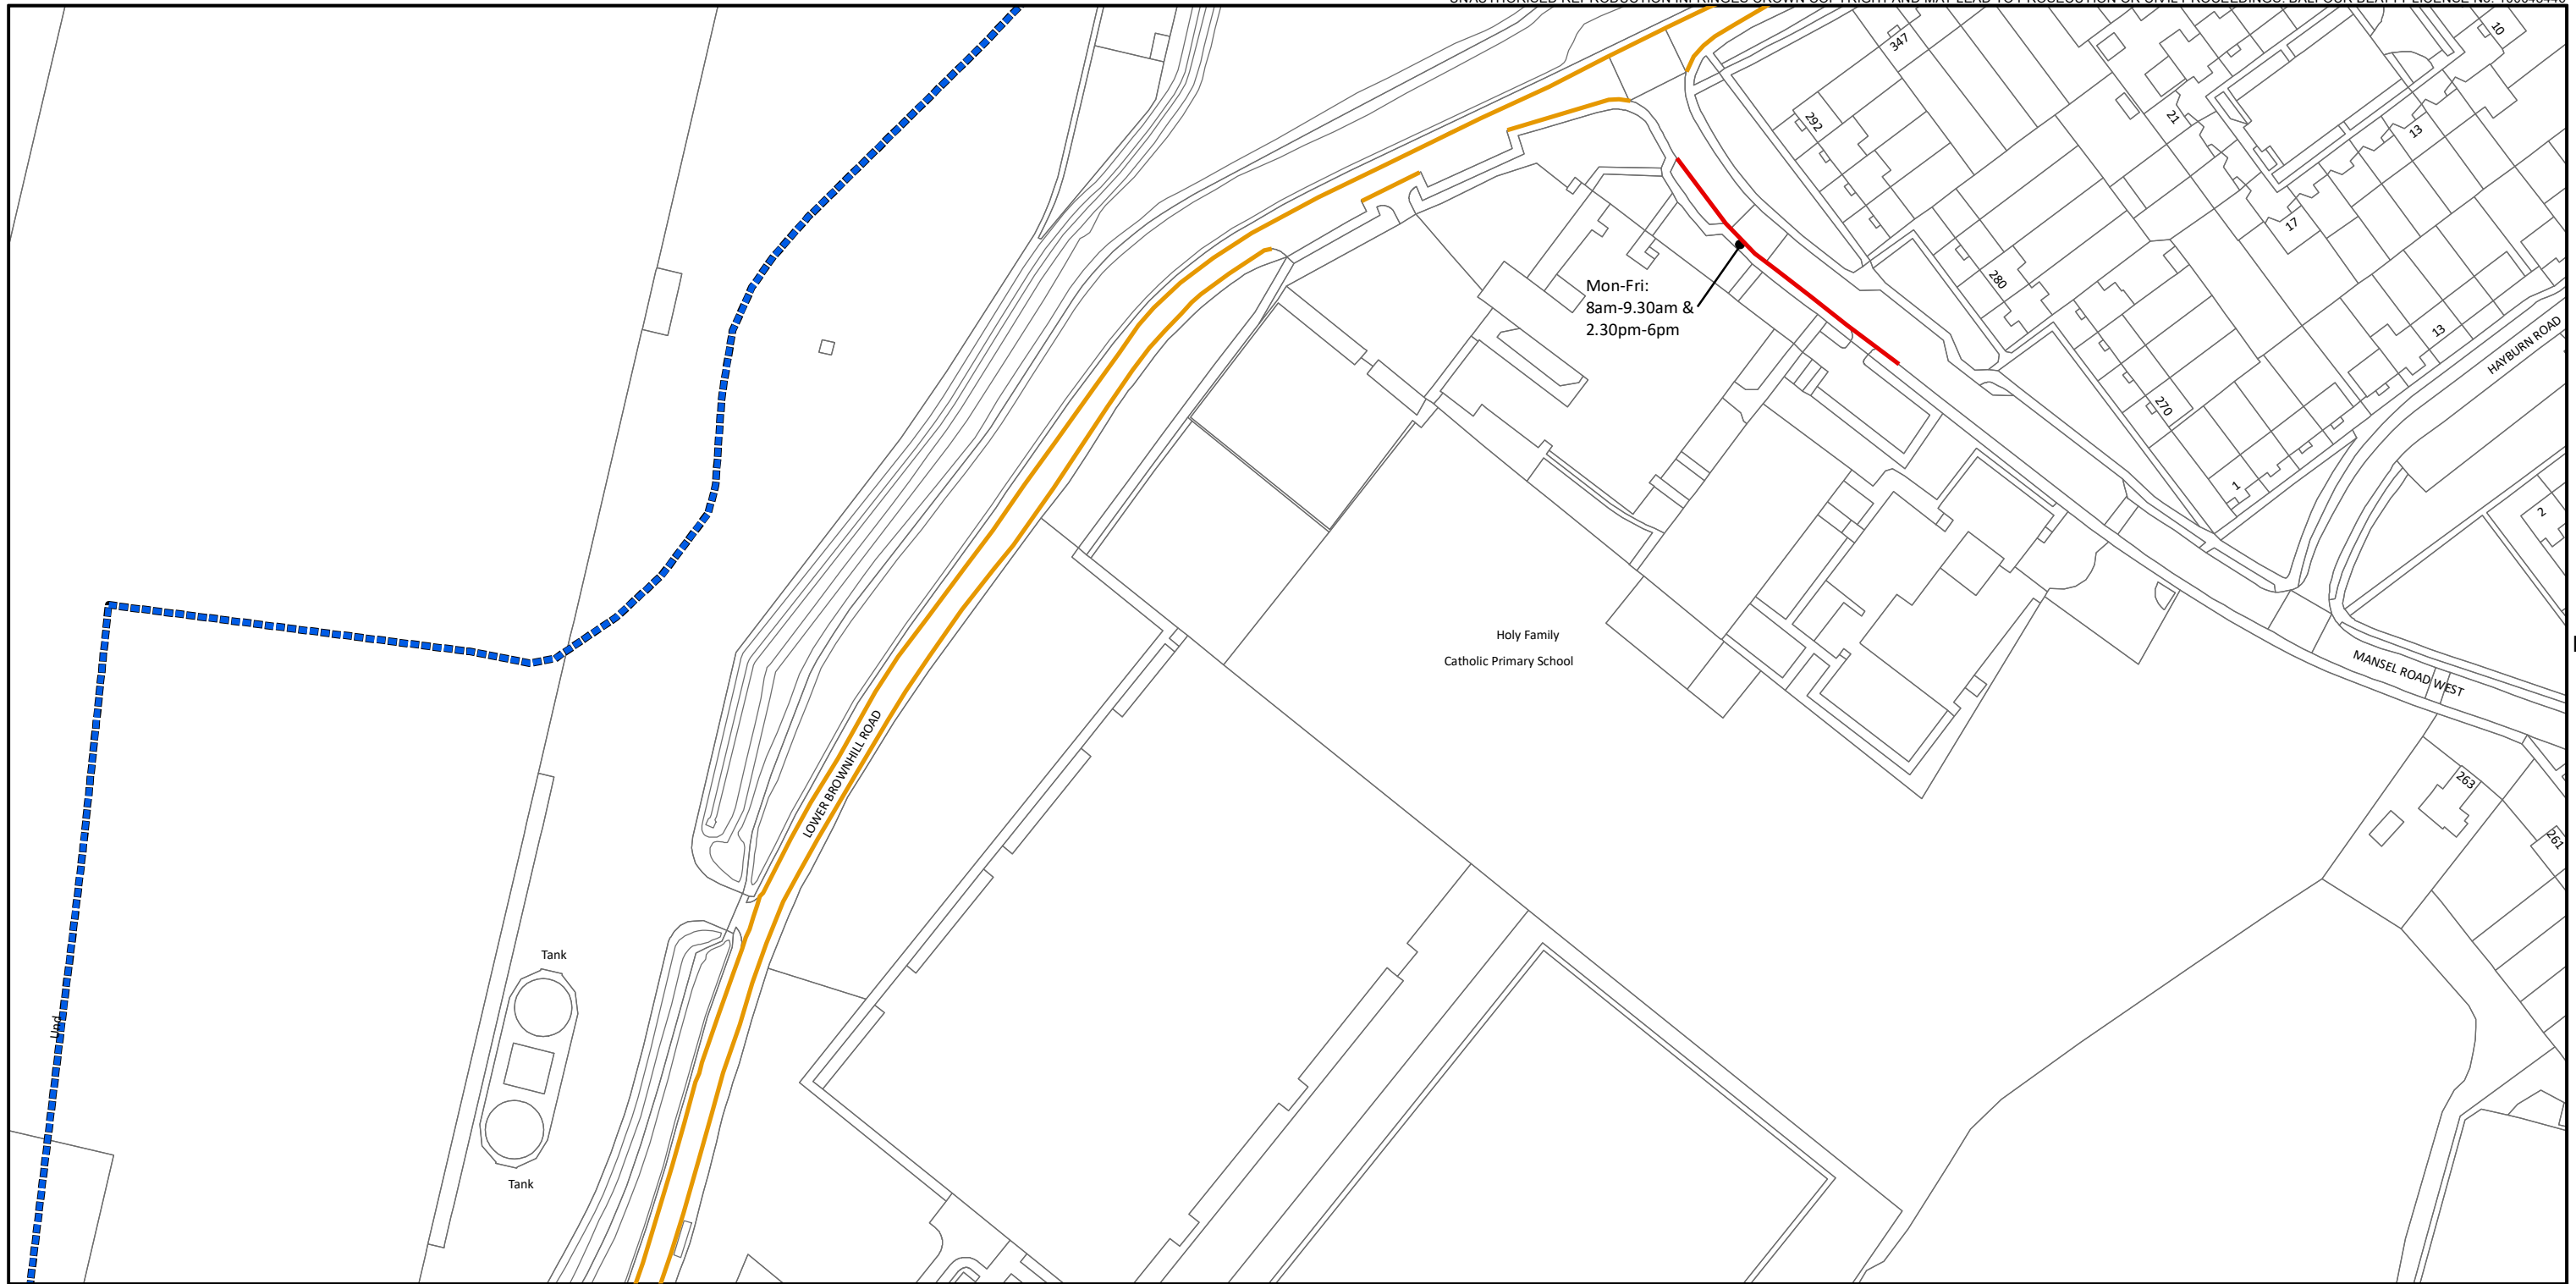 347
10
292
21
13
17
280
Mon-Fri:
8am-9.30am &
2.30pm-6pm
13
HAYBURN ROAD
270
1
2
Holy Family
Catholic Primary School
MANSEL ROAD WEST
LOWER BROWNHILL ROAD
263
261
Tank
Und
Tank